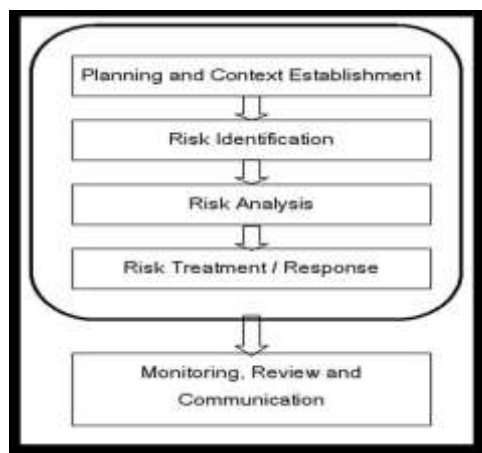 Planning and Context Establishment
Risk Identification
Risk Analysis
Risk Treatment / Response
Monitoring, Review and
Communication